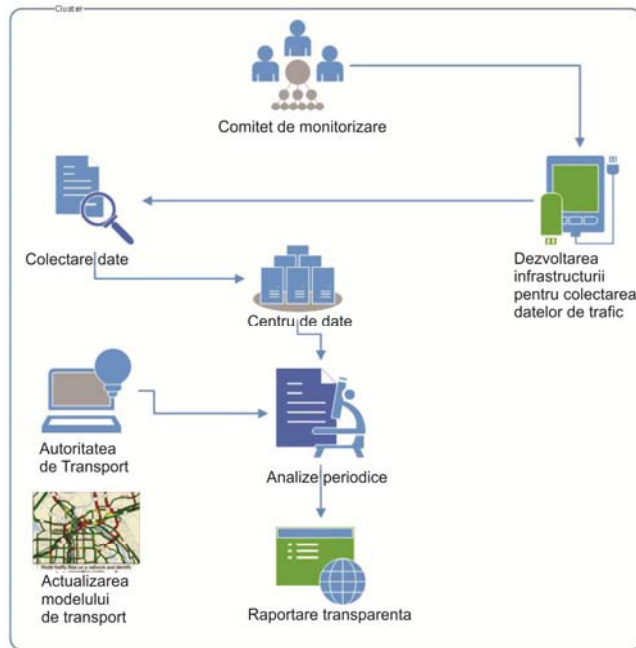 Cluster
Comitet de monitorizare
Colectare date
Dezvoltarea
infrastructurii
pentru colectarea
datelor de trafic
Centru de date
Autoritatea
de Transport
Analize periodice
Actualizarea
modelului
de transport
Raportare transparenta